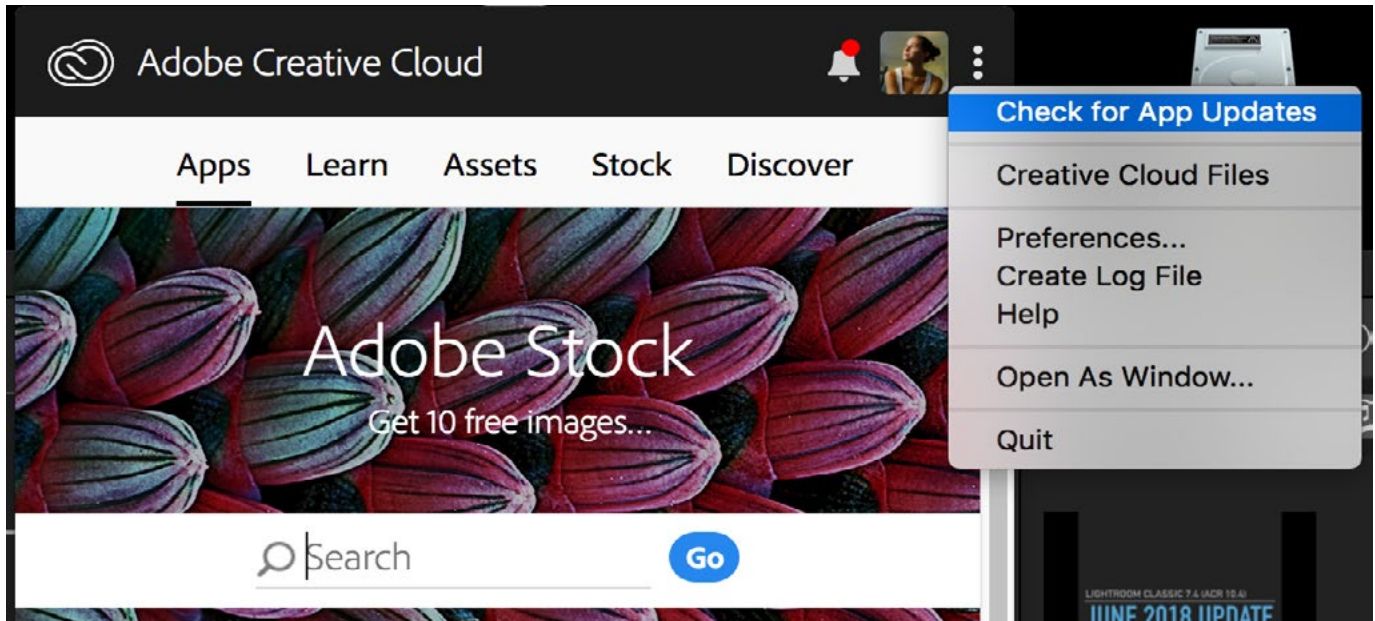 Adobe Creative Cloud
Check for App Updates
Apps Learn Assets Stock Discover
Creative Cloud Files
Preferences...
Create Log File
Help
Open As Window...
Quit
Adobe Stock
Get 10 free images...
Search Go
LIGHTROOM CLASSIC 7.4 (ACR 10.4)
JUNE 2018 UPDATE